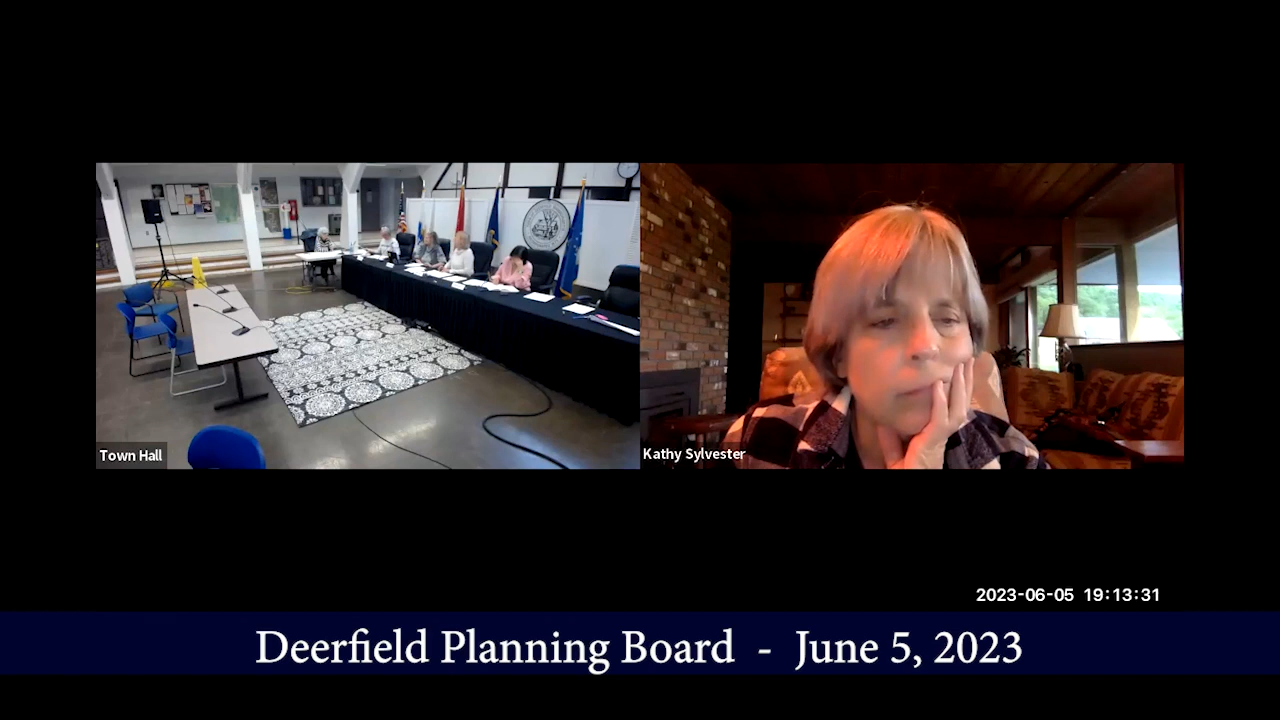 Town Hall
Kathy Sylvester
2023-06-05 19:13:31
Deerfield Planning Board - June 5, 2023